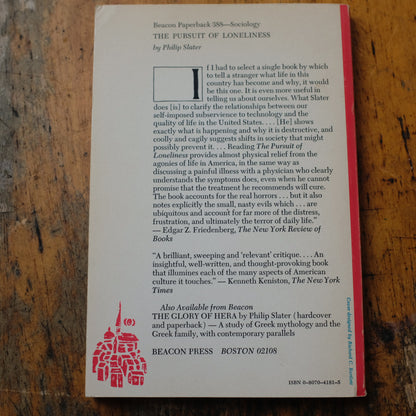 Beacon Paperback 388—Sociology
THE PURSUIT OF LONELINESS
by Philip Slater
If I had to select a single book by which
to tell a stranger what life in this
country has become and why, it would
be this one. It is even more useful in
telling us about ourselves. What Slater
does [is] to clarify the relationships between our
self-imposed subservience to technology and the
quality of life in the United States. . . . [He] shows
exactly what is happening and why it is destructive, and
coolly and cagily suggests shifts in society that might
possibly prevent it. . . . Reading The Pursuit of
Loneliness provides almost physical relief from the
agonies of life in America, in the same way as
discussing a painful illness with a physician who clearly
understands the symptoms does, even when he cannot
promise that the treatment he recommends will cure.
The book accounts for the real horrors . . . but it also
notes explicitly the small, nasty evils which . . . are
ubiquitous and account for far more of the distress,
frustration, and ultimately the terror of daily life."
— Edgar Z. Friedenberg, The New York Review of
Books
"A brilliant, sweeping and 'relevant' critique. . . . An
insightful, well-written, and thought-provoking book
that illumines each of the many aspects of American
culture it touches." — Kenneth Keniston, The New York
Times
Also Available from Beacon
THE GLORY OF HERA by Philip Slater (hardcover
and paperback) — A study of Greek mythology and the
Greek family, with contemporary parallels
BEACON PRESS BOSTON 02108
ISBN 0-8070-4181-5
Cover designed by Richard C. Bartlett